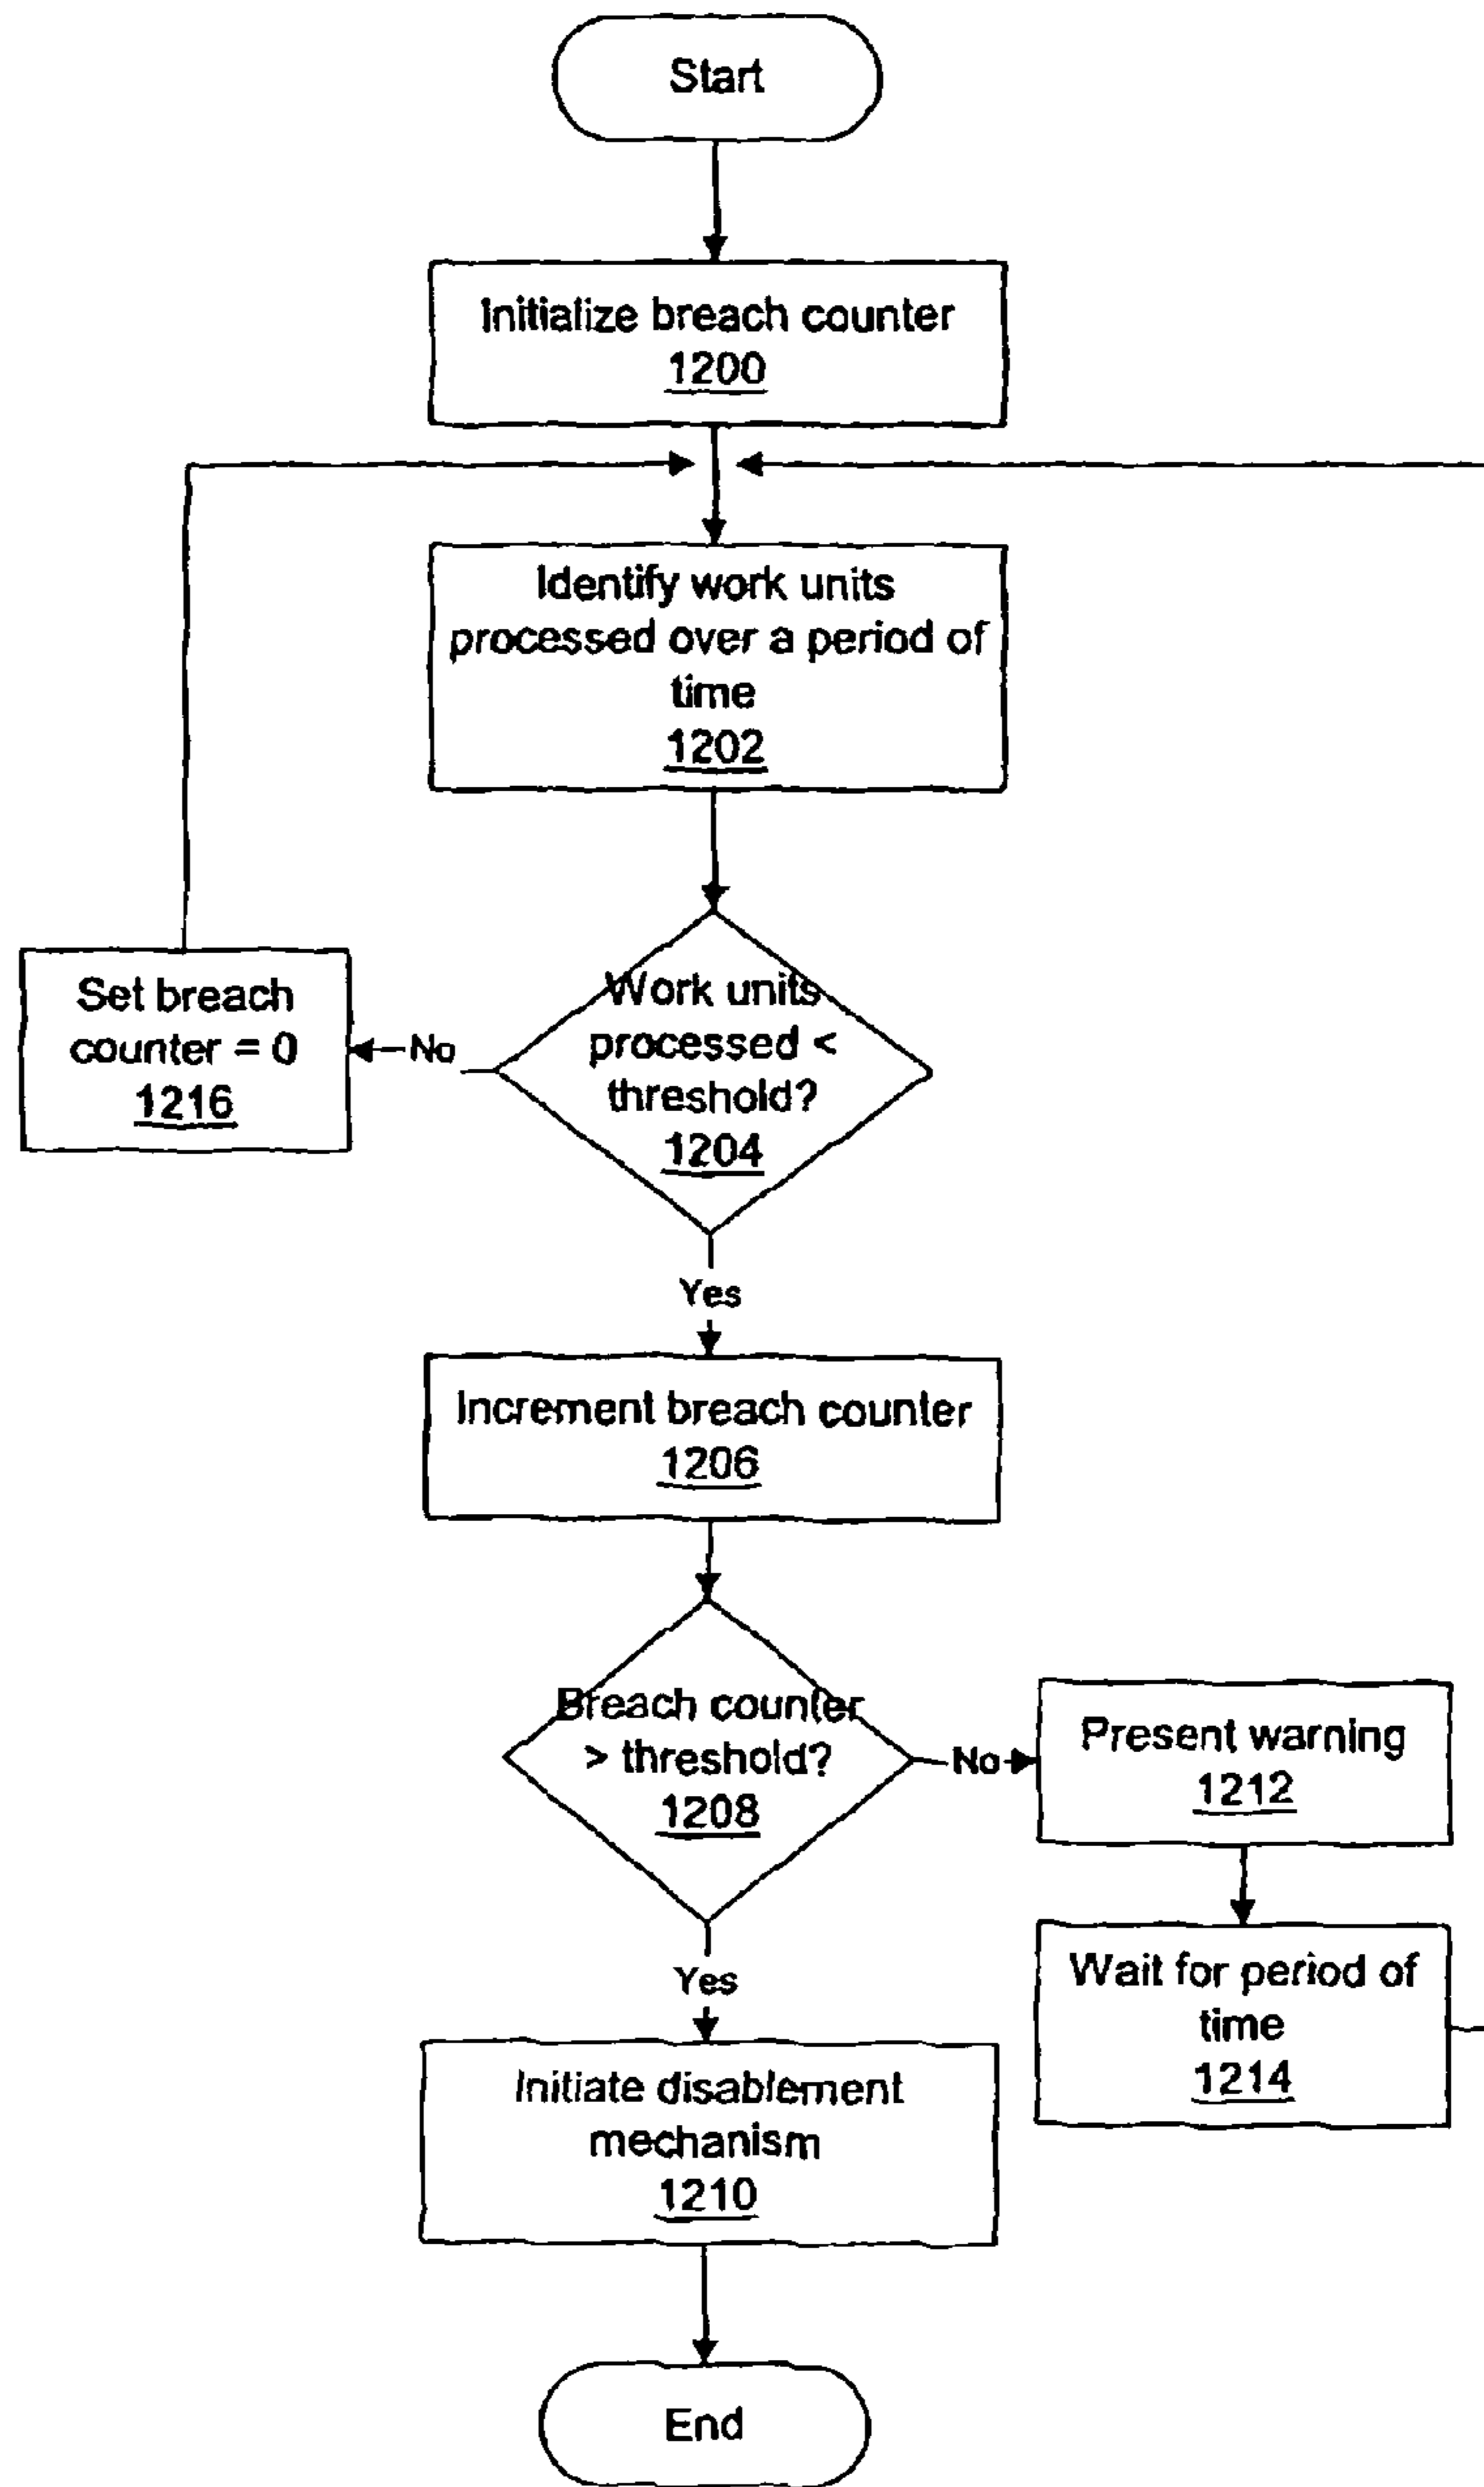 Start
Initialize breach counter
1200
Identify work units
processed over a period of
time
1202
Work units
processed <
threshold?
1204
No
Set breach
counter = 0
1216
Yes
Increment breach counter
1206
Breach counter
> threshold?
1208
No
Present warning
1212
Wait for period of
time
1214
Yes
Initiate disablement
mechanism
1210
End